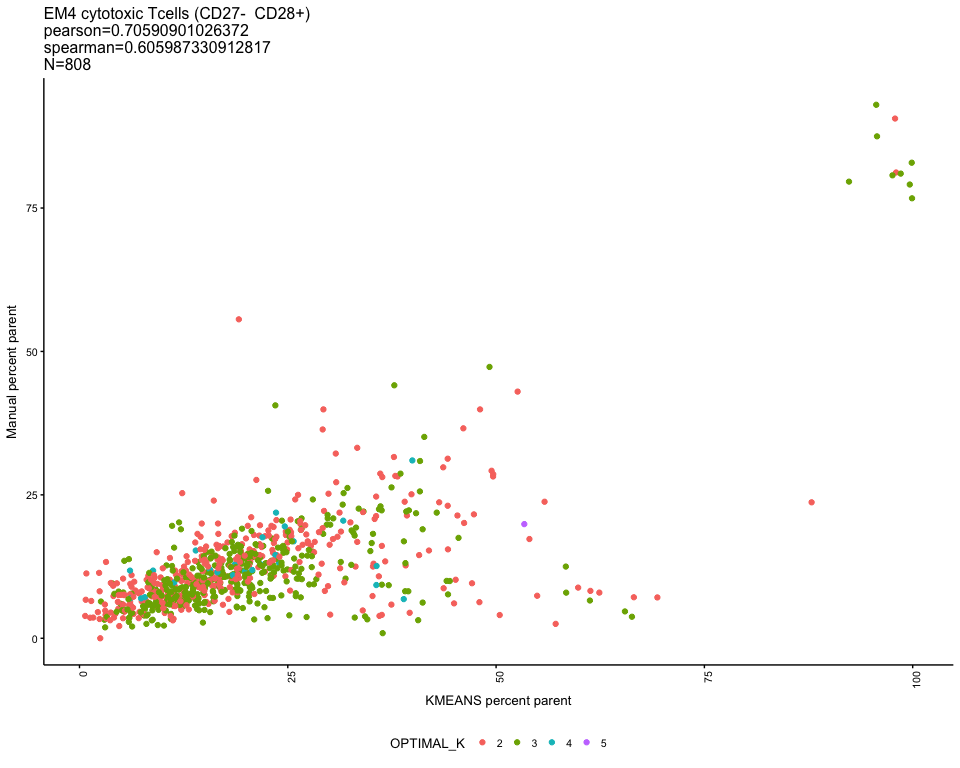 EM4 cytotoxic Tcells (CD27-  CD28+)
pearson=0.70590901026372
spearman=0.605987330912817
N=808
Manual percent parent
75
50
25
0
0
25
50
75
100
KMEANS percent parent
OPTIMAL_K 2 3 4 5